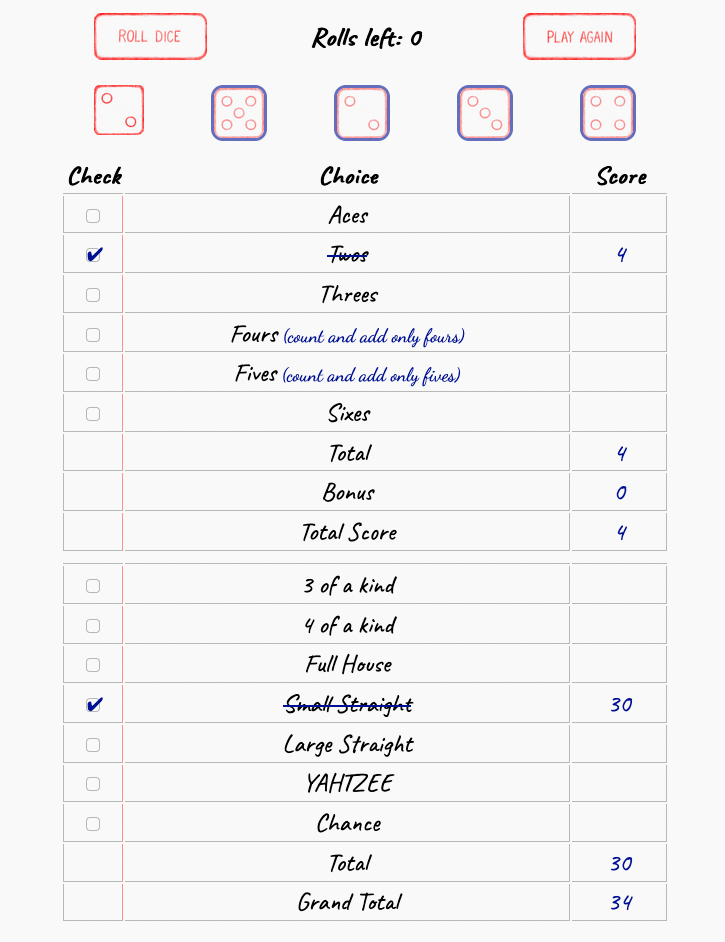 ROLL DICE Rolls left: 0 PLAY AGAIN
Check Choice Score
Aces
✔ Twos 4
Threes
Fours (count and add only fours)
Fives (count and add only fives)
Sixes
Total 4
Bonus 0
Total Score 4
3 of a kind
4 of a kind
Full House
✔ Small Straight 30
Large Straight
YAHTZEE
Chance
Total 30
Grand Total 34